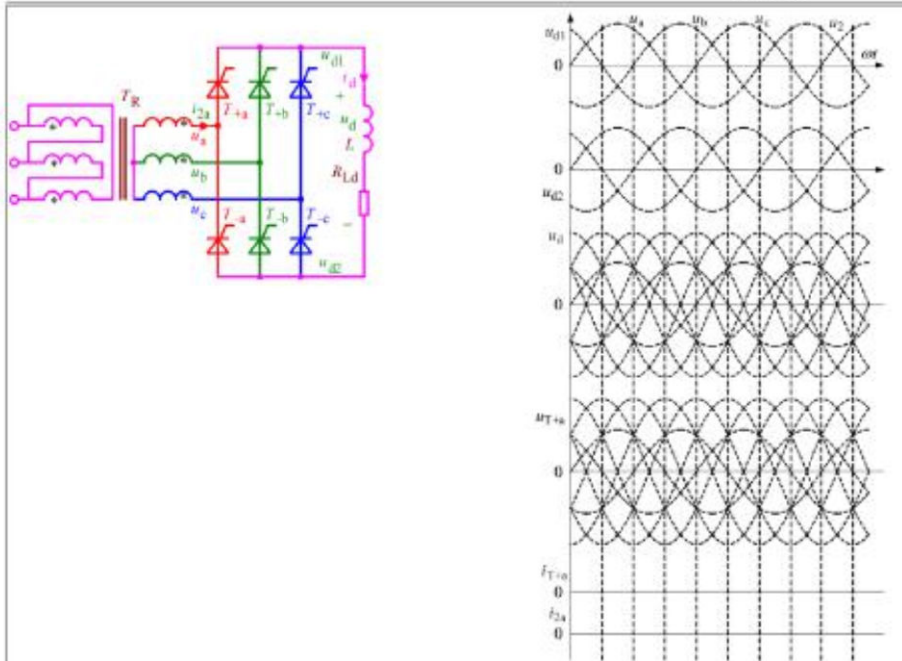 u_a u_b u_c u_2
u_d1
0 ωt
0
u_d2
u_d
0
u_T+a
0
i_T+a
0
i_2a
0
T_R
i_2a
u_a
u_b
u_c
T_+a T_+b T_+c
T_-a T_-b T_-c
u_d1
i_d
+
u_d
L
R_Ld
−
u_d2